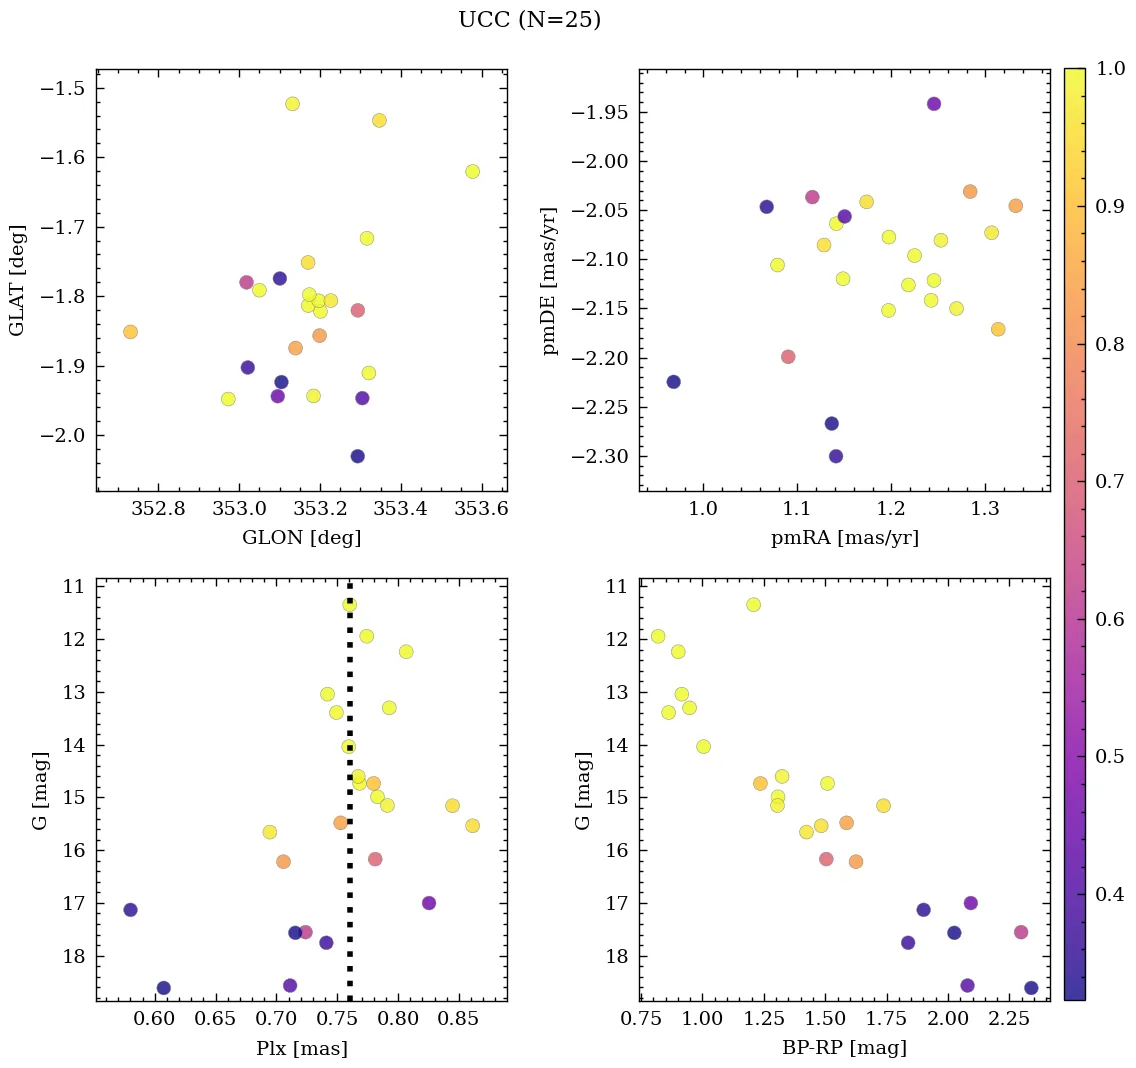 UCC (N=25)
−1.5
−1.6
−1.7
−1.8
−1.9
−2.0
GLAT [deg]
352.8 353.0 353.2 353.4 353.6
GLON [deg]
−1.95
−2.00
−2.05
−2.10
−2.15
−2.20
−2.25
−2.30
pmDE [mas/yr]
1.0 1.1 1.2 1.3
pmRA [mas/yr]
1.0
0.9
0.8
0.7
0.6
0.5
0.4
11
12
13
14
15
16
17
18
G [mag]
0.60 0.65 0.70 0.75 0.80 0.85
Plx [mas]
11
12
13
14
15
16
17
18
G [mag]
0.75 1.00 1.25 1.50 1.75 2.00 2.25
BP-RP [mag]